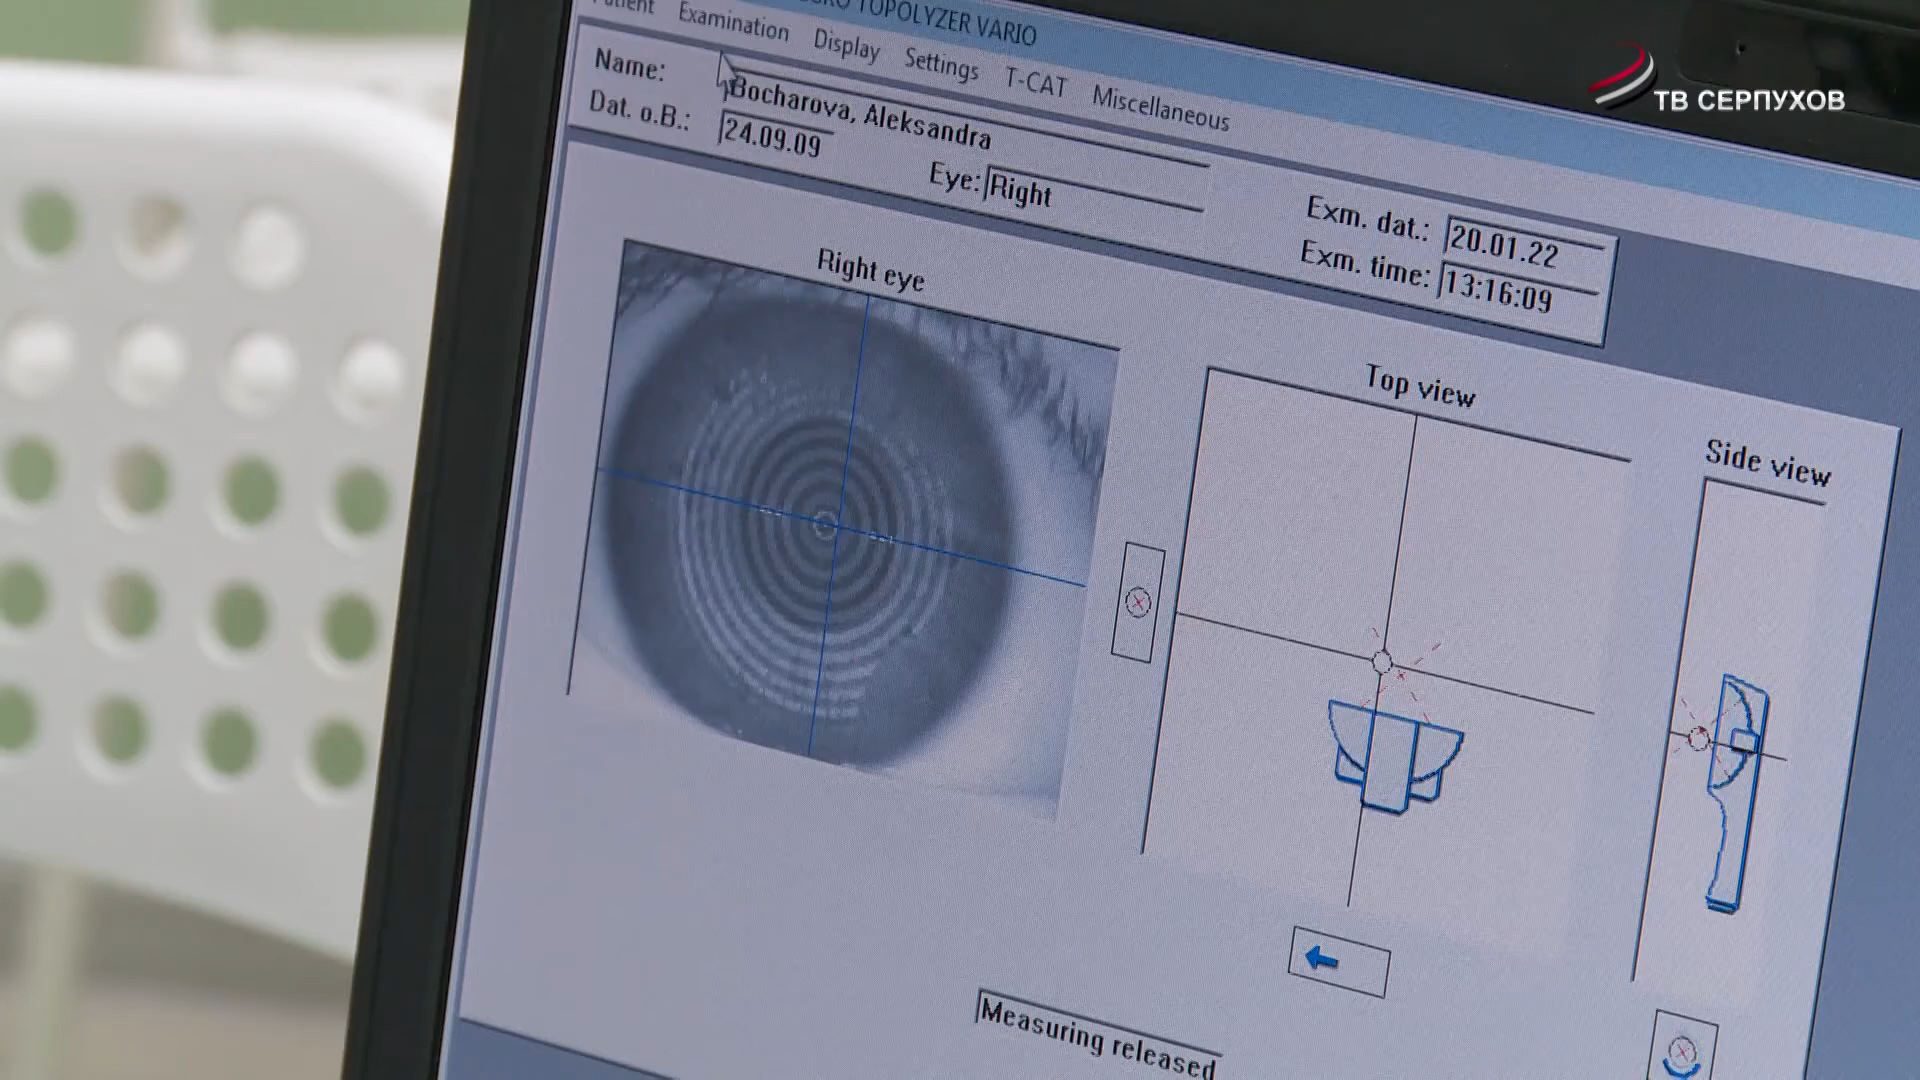 TOPOLYZER VARIO
Patient Examination Display Settings T-CAT Miscellaneous
ТВ СЕРПУХОВ
Name: Bocharova, Aleksandra
Dat. o.B.: 24.09.09
Eye: Right
Exm. dat.: 20.01.22
Exm. time: 13:16:09
Right eye
Top view
Side view
Measuring released